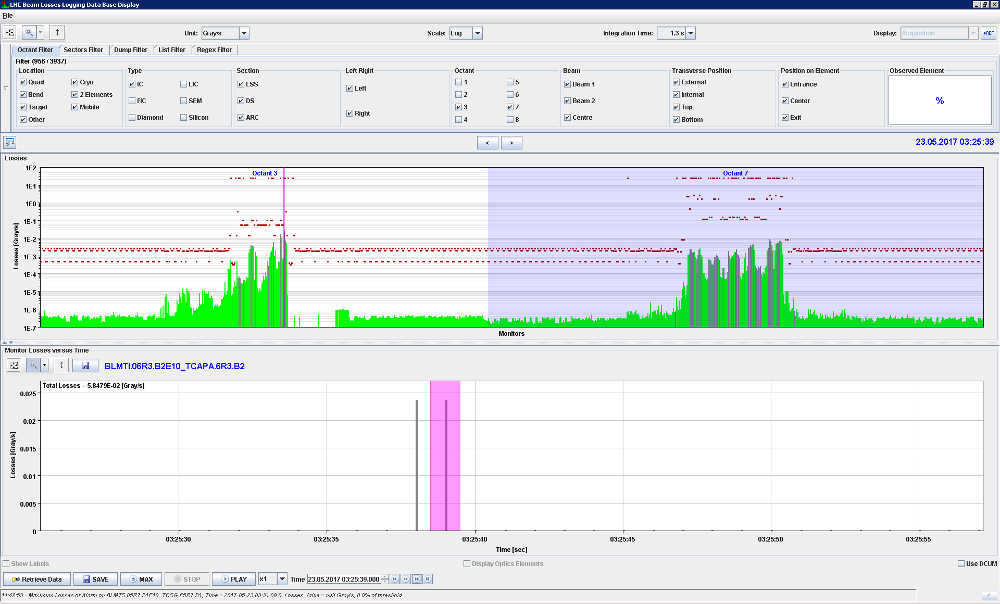 LHC Beam Losses Logging Data Base Display
File
Unit: Gray/s Scale: Log Integration Time: 1.3 s Display: Acquisition →REF
Octant Filter Sectors Filter Dump Filter List Filter Regex Filter
Filter (956 / 3937)
Location Type Section Left Right Octant Beam Transverse Position Position on Element Observed Element
Quad Cryo IC LIC LSS Left 1 5 Beam 1 External Entrance
Bend 2 Elements FIC SEM DS Right 2 6 Beam 2 Internal Center %
Target Mobile Diamond Silicon ARC 3 7 Centre Top Exit
Other 4 8 Bottom
< > 23.05.2017 03:25:39
Losses
Octant 3 Octant 7
1E2
1E1
1E0
1E-1
1E-2
1E-3
1E-4
1E-5
1E-6
1E-7
Losses [Gray/s]
Monitors
Monitor Losses versus Time
BLMTI.06R3.B2E10_TCAPA.6R3.B2
Total Losses = 5.8479E-02 [Gray/s]
0.025
0.02
0.015
0.01
0.005
0
Losses [Gray/s]
03:25:30 03:25:35 03:25:40 03:25:45 03:25:50 03:25:55
Time [sec]
Show Labels Display Optics Elements Use DCUM
Retrieve Data SAVE MAX STOP PLAY x1 Time 23.05.2017 03:25:39.000
14:48:53 - Maximum Losses or Alarm on BLMTS.05R7.B1E10_TCSG.E5R7.B1, Time = 2017-05-23 03:31:09.0, Losses Value = null Gray/s, 0.0% of threshold.